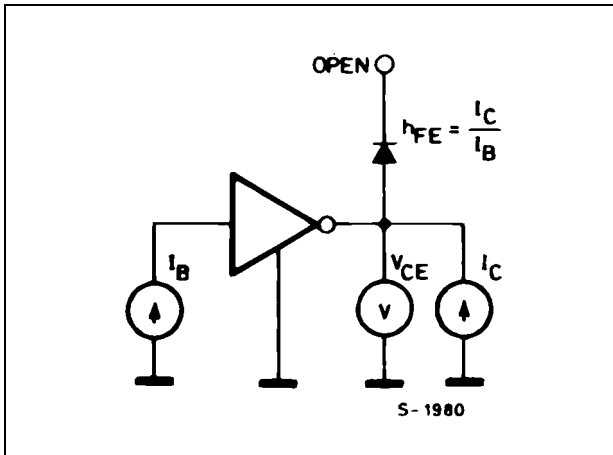 OPEN
hFE = IC
IB
IB
VCE
IC
V
S-1980